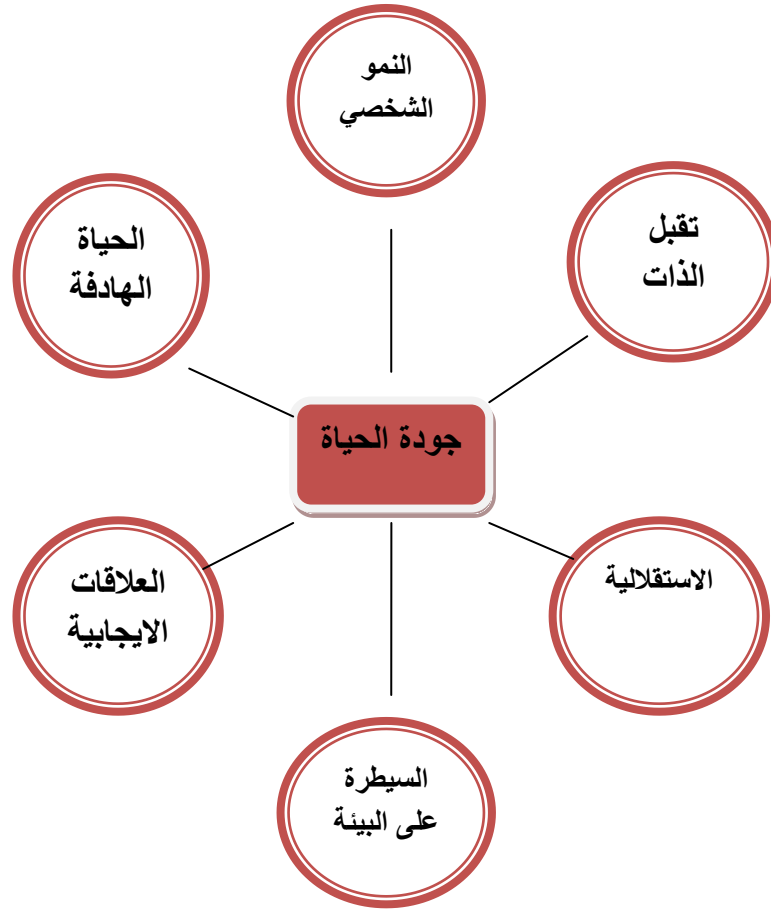 النمو
الشخصي
تقبل
الذات
الحياة
الهادفة
جودة الحياة
الاستقلالية
العلاقات
الايجابية
السيطرة
على البيئة